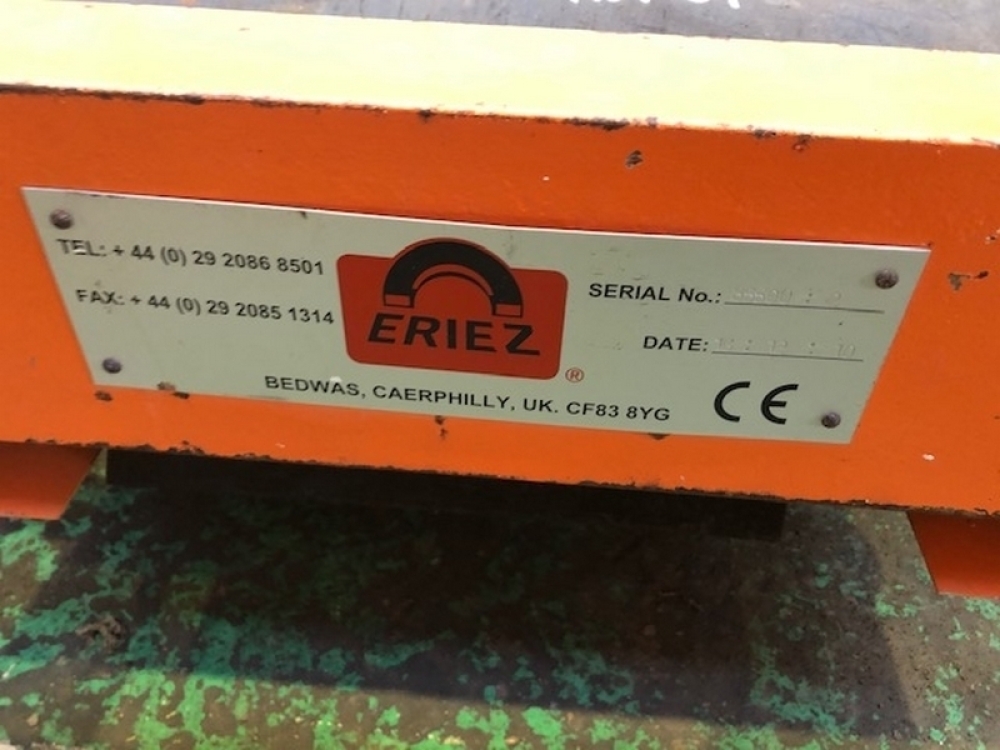 TEL: + 44 (0) 29 2086 8501
FAX: + 44 (0) 29 2085 1314
ERIEZ
®
SERIAL No.:
DATE:
BEDWAS, CAERPHILLY, UK. CF83 8YG
CE